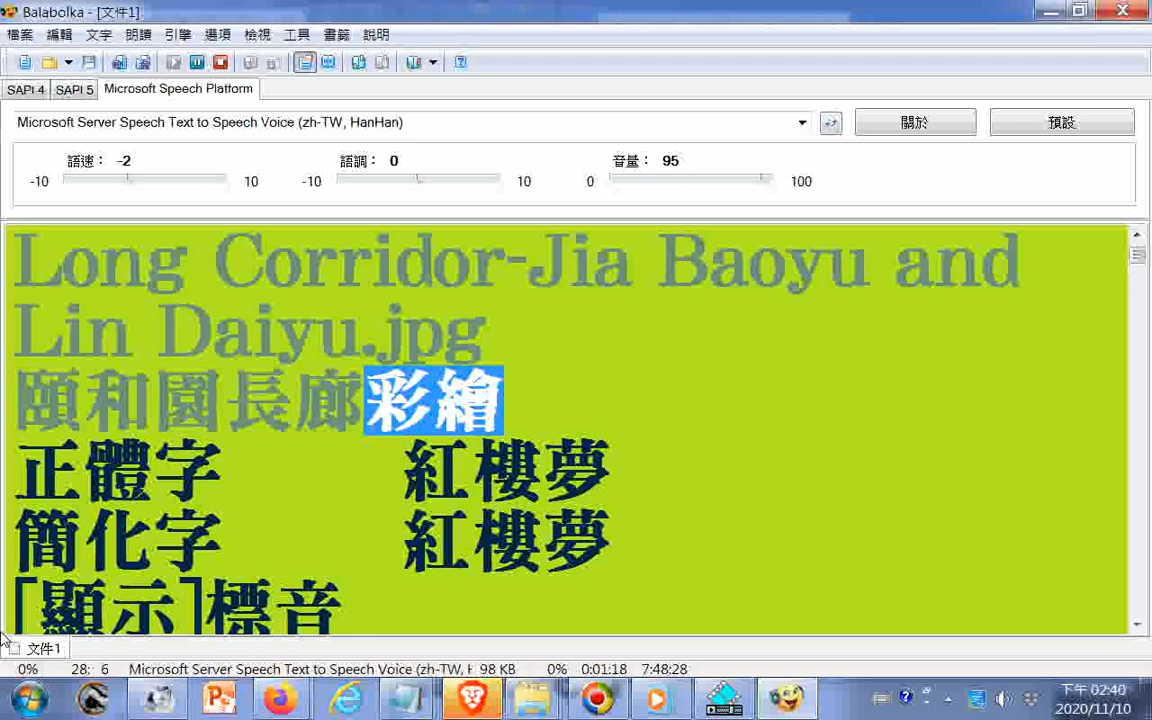 Balabolka - [文件1]
檔案 編輯 文字 朗讀 引擎 選項 檢視 工具 書籤 說明
SAPI 4 SAPI 5 Microsoft Speech Platform
Microsoft Server Speech Text to Speech Voice (zh-TW, HanHan) 關於 預設
語速： -2 語調： 0 音量： 95
-10 10 -10 10 0 100
Long Corridor-Jia Baoyu and
Lin Daiyu.jpg
頤和園長廊彩繪
正體字 紅樓夢
簡化字 紅樓夢
[顯示]標音
文件1
0% 28: 6 Microsoft Server Speech Text to Speech Voice (zh-TW, H 98 KB 0% 0:01:18 7:48:28
下午 02:40
2020/11/10